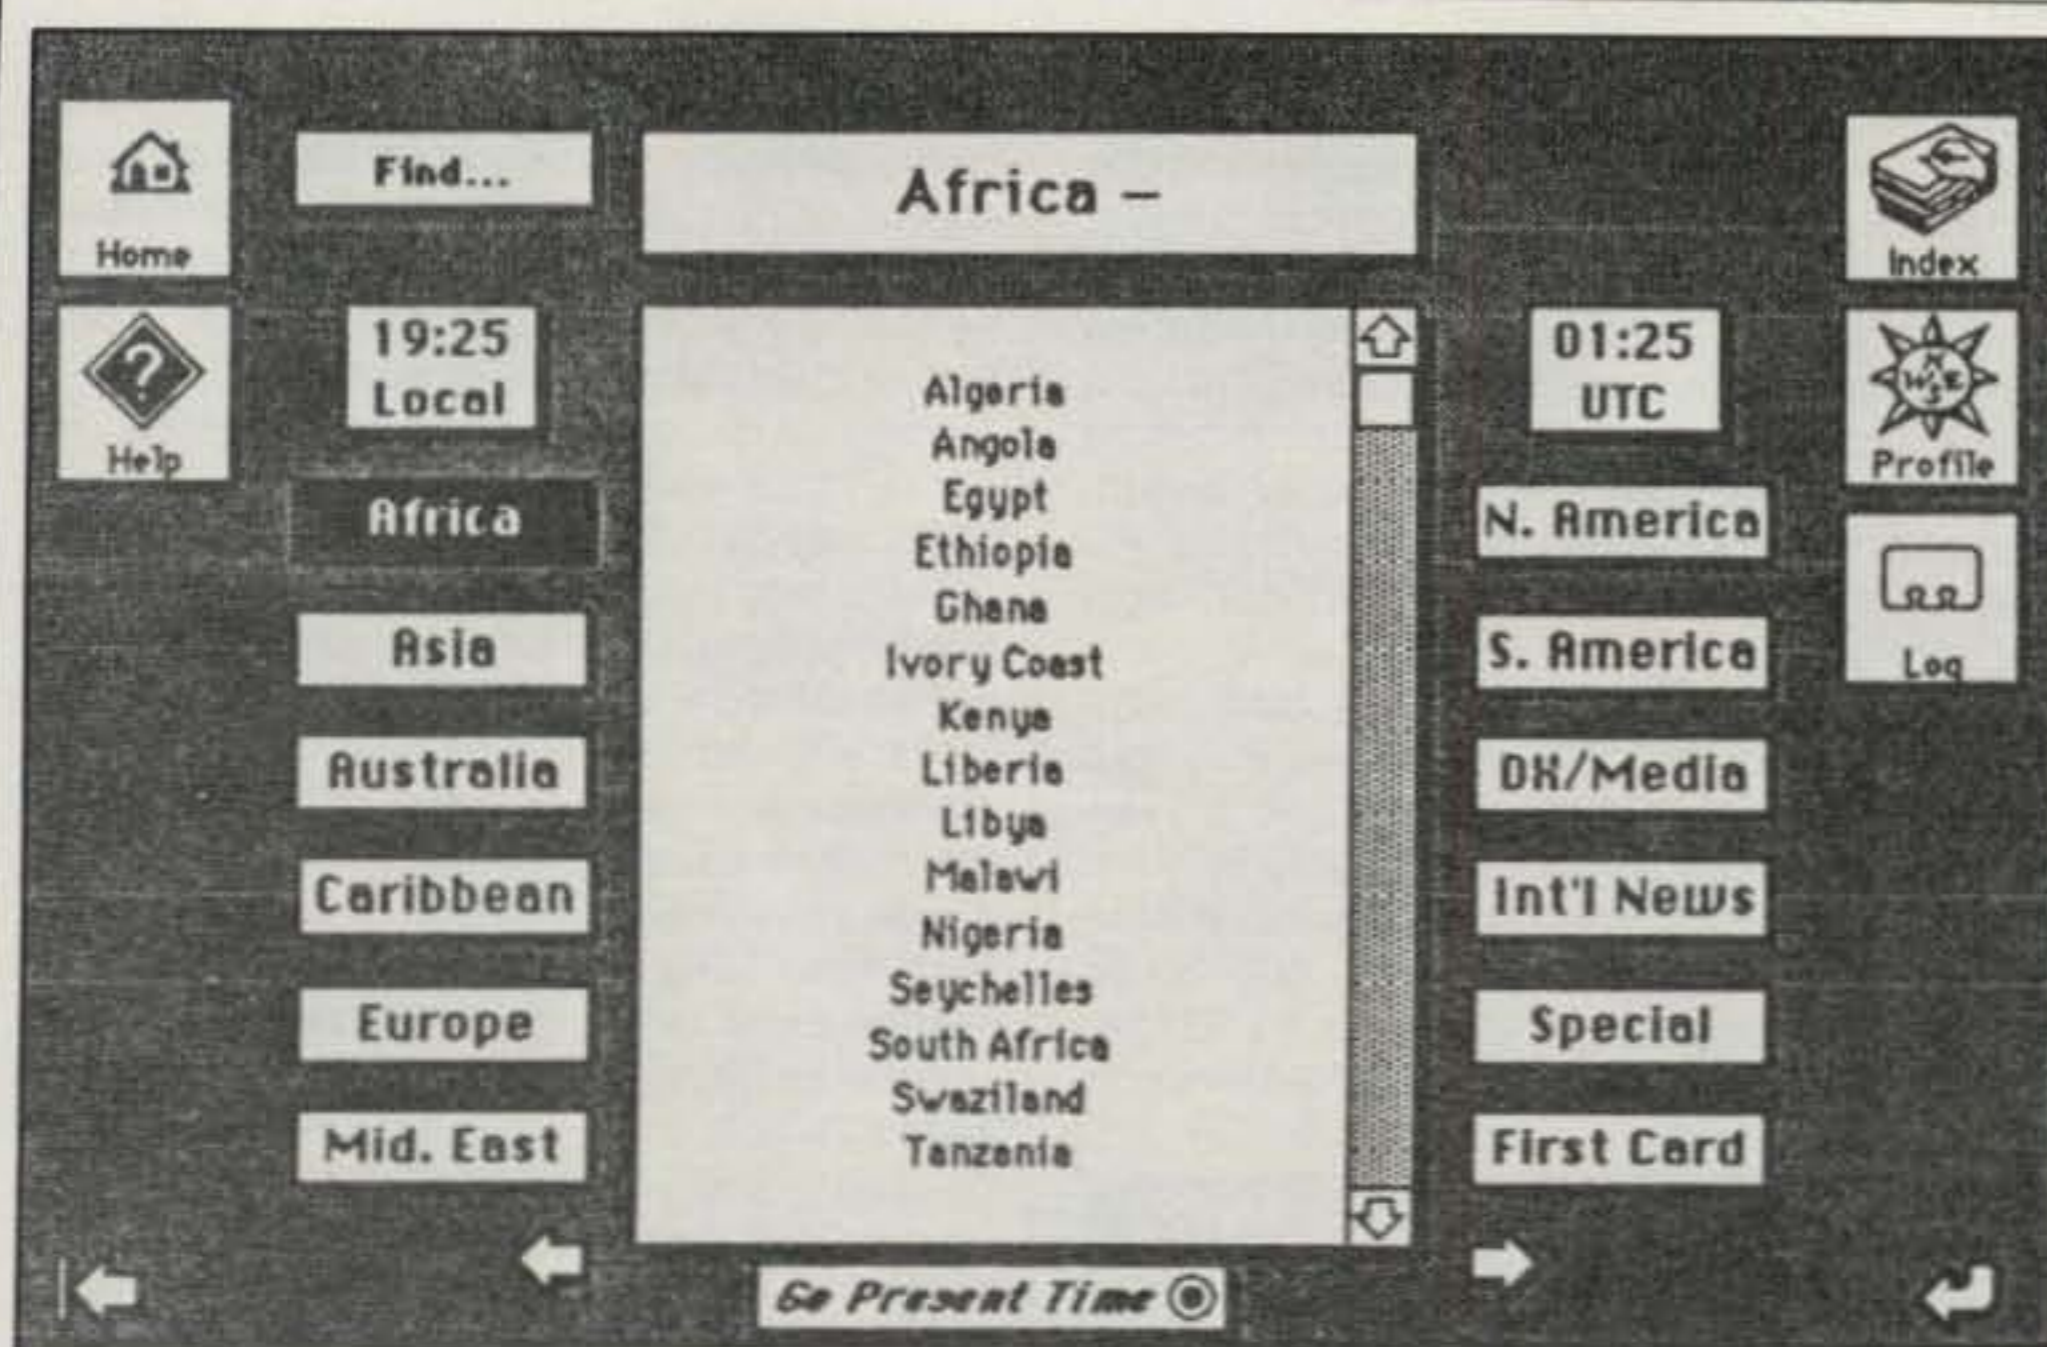 Home
Find...
Africa –
Index
Help
19:25
Local
01:25
UTC
N
W E
S
Profile
Log
Africa
Asia
Australia
Caribbean
Europe
Mid. East
Algeria
Angola
Egypt
Ethiopia
Ghana
Ivory Coast
Kenya
Liberia
Libya
Malawi
Nigeria
Seychelles
South Africa
Swaziland
Tanzania
N. America
S. America
DX/Media
Int'l News
Special
First Card
Go Present Time